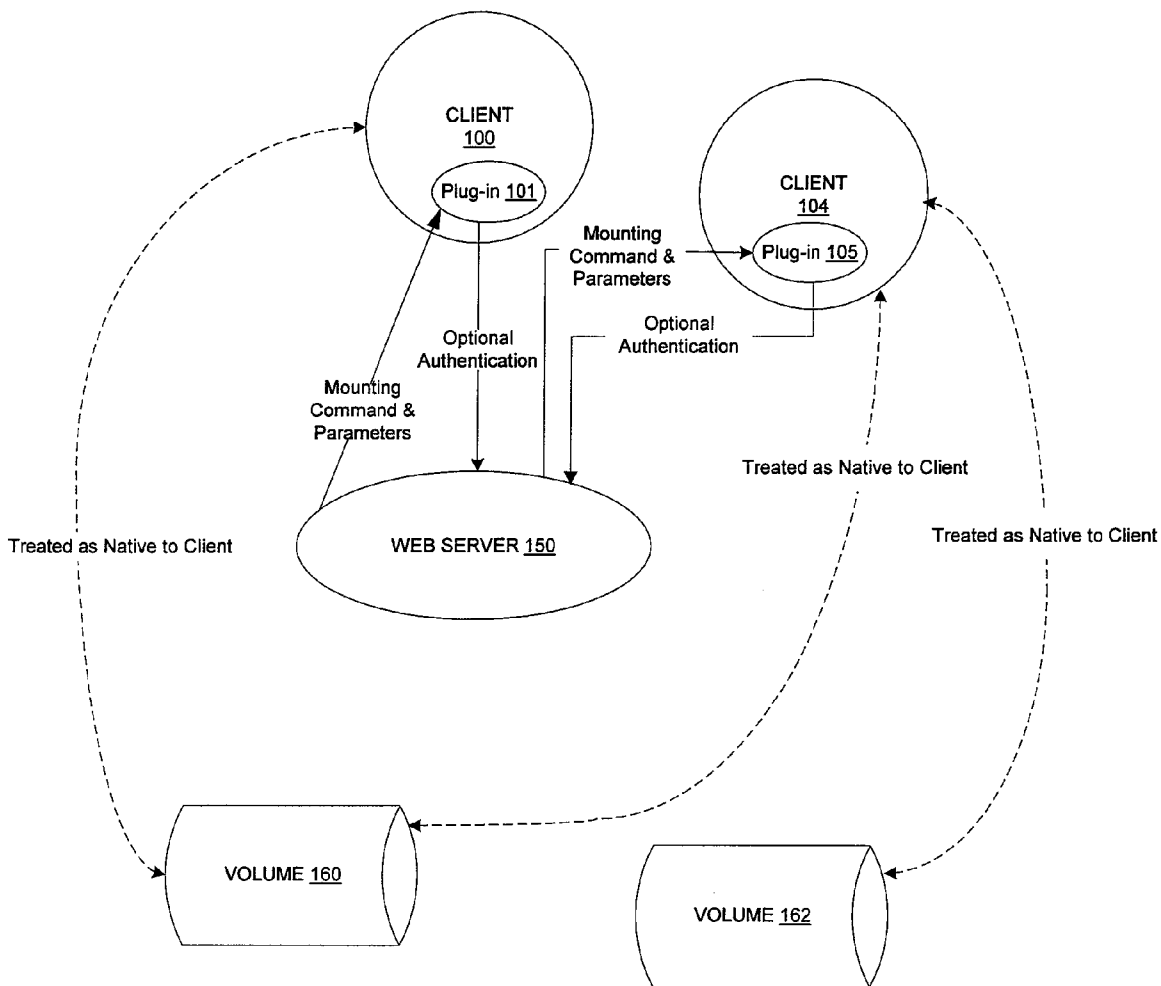 CLIENT
100
Plug-in 101
CLIENT
104
Plug-in 105
Mounting
Command &
Parameters
Optional
Authentication
Optional
Authentication
Mounting
Command &
Parameters
Treated as Native to Client
Treated as Native to Client
Treated as Native to Client
WEB SERVER 150
VOLUME 160
VOLUME 162